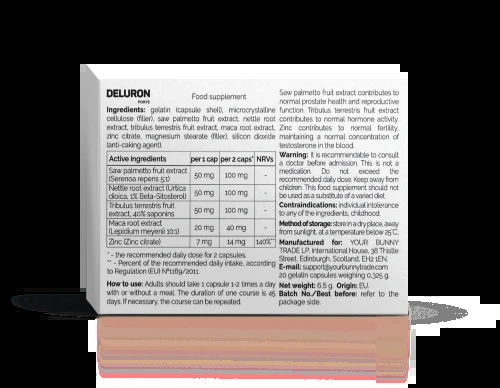 DELURON
FORTE
Food supplement
Ingredients: gelatin (capsule shell), microcrystalline
cellulose (filler), saw palmetto fruit extract, nettle root
extract, tribulus terrestris fruit extract, maca root extract,
zinc citrate, magnesium stearate (filler), silicon dioxide
(anti-caking agent).
Active ingredients per 1 cap per 2 caps* NRVs
Saw palmetto fruit extract
(Serenoa repens 5:1) 50 mg 100 mg -
Nettle root extract (Urtica
dioica, 1% Beta-Sitosterol) 50 mg 100 mg -
Tribulus terrestris fruit
extract, 40% saponins 50 mg 100 mg -
Maca root extract
(Lepidium meyenii 10:1) 20 mg 40 mg -
Zinc (Zinc citrate) 7 mg 14 mg 140%**
* - the recommended daily dose for 2 capsules.
** - Percent of the recommended daily intake, according
to Regulation (EU) №1169/2011.
How to use: Adults should take 1 capsule 1-2 times a day
with or without a meal. The duration of one course is 45
days. If necessary, the course can be repeated.
Saw palmetto fruit extract contributes to
normal prostate health and reproductive
function. Tribulus terrestris fruit extract
contributes to normal hormone activity.
Zinc contributes to normal fertility,
maintaining a normal concentration of
testosterone in the blood.
Warning: It is recommendable to consult
a doctor before admission. This is not a
medication. Do not exceed the
recommended daily dose. Keep away from
children. This food supplement should not
be used as a substitute of a varied diet.
Contraindications: individual intolerance
to any of the ingredients, childhood.
Method of storage: store in a dry place, away
from sunlight, at a temperature below 25°C.
Manufactured for: YOUR BUNNY
TRADE LP, International House, 38 Thistle
Street, Edinburgh, Scotland, EH2 1EN.
E-mail: support@yourbunnytrade.com
20 gelatin capsules weighing 0,325 g.
Net weight: 6,5 g. Origin: EU.
Batch No./Best before: refer to the
package side.